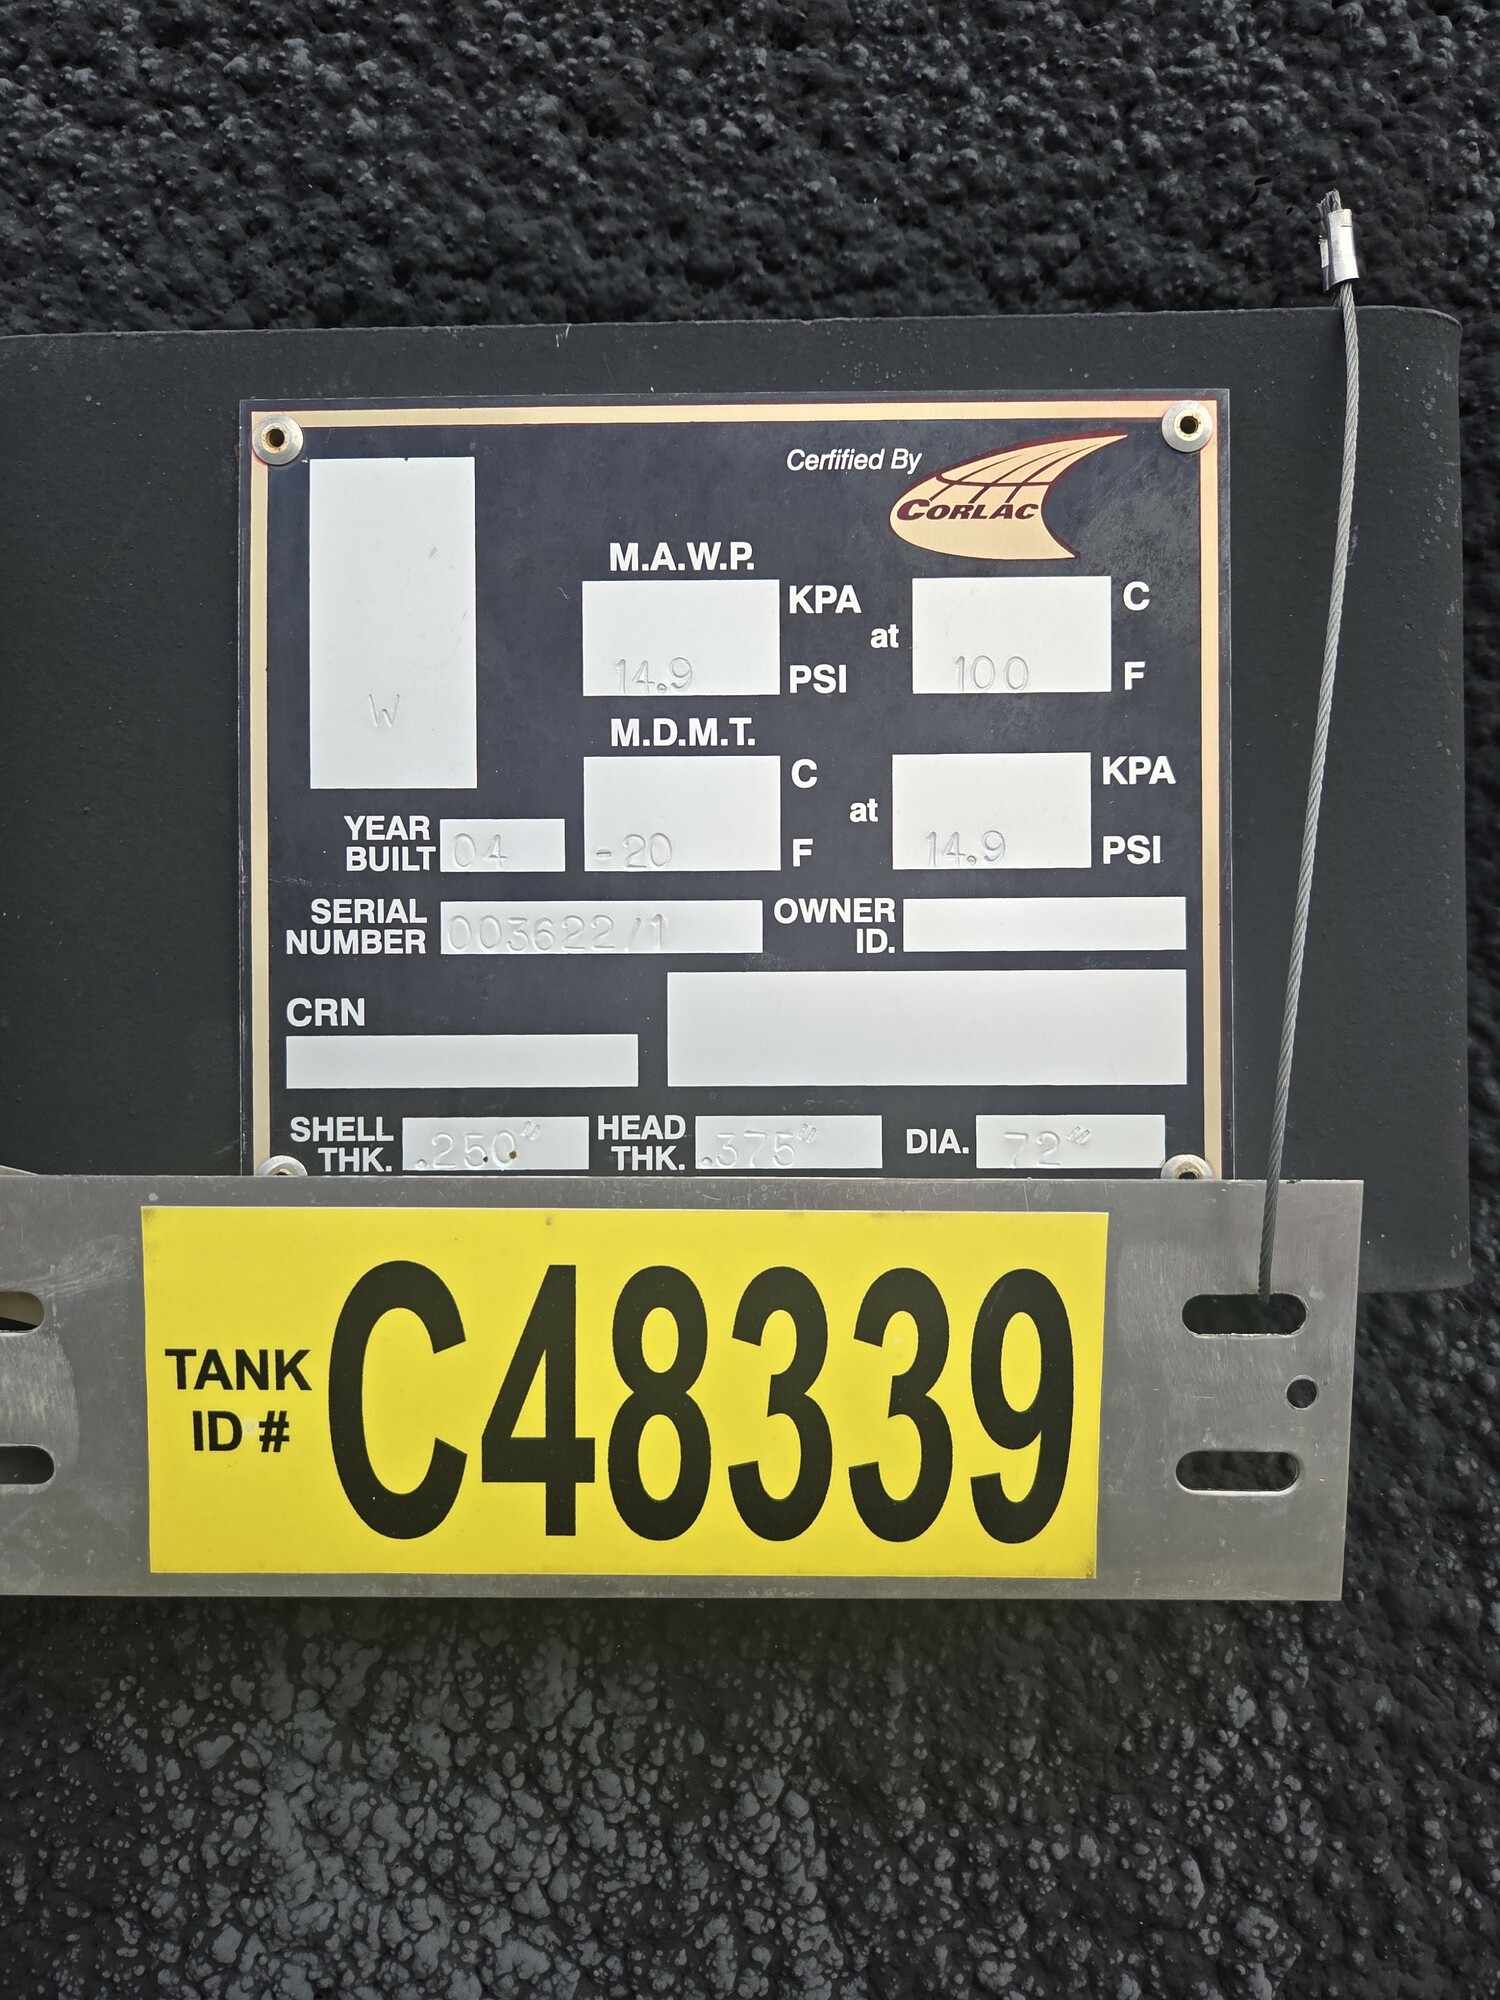 Cerfified By
CORLAC
M.A.W.P.
KPA
14.9 PSI
at
C
100 F
W
M.D.M.T.
C
-20 F
at
KPA
14.9 PSI
YEAR
BUILT 04
SERIAL
NUMBER 003622/1
OWNER
ID.
CRN
SHELL
THK. .250"
HEAD
THK. .375"
DIA. 72"
TANK
ID # C48339